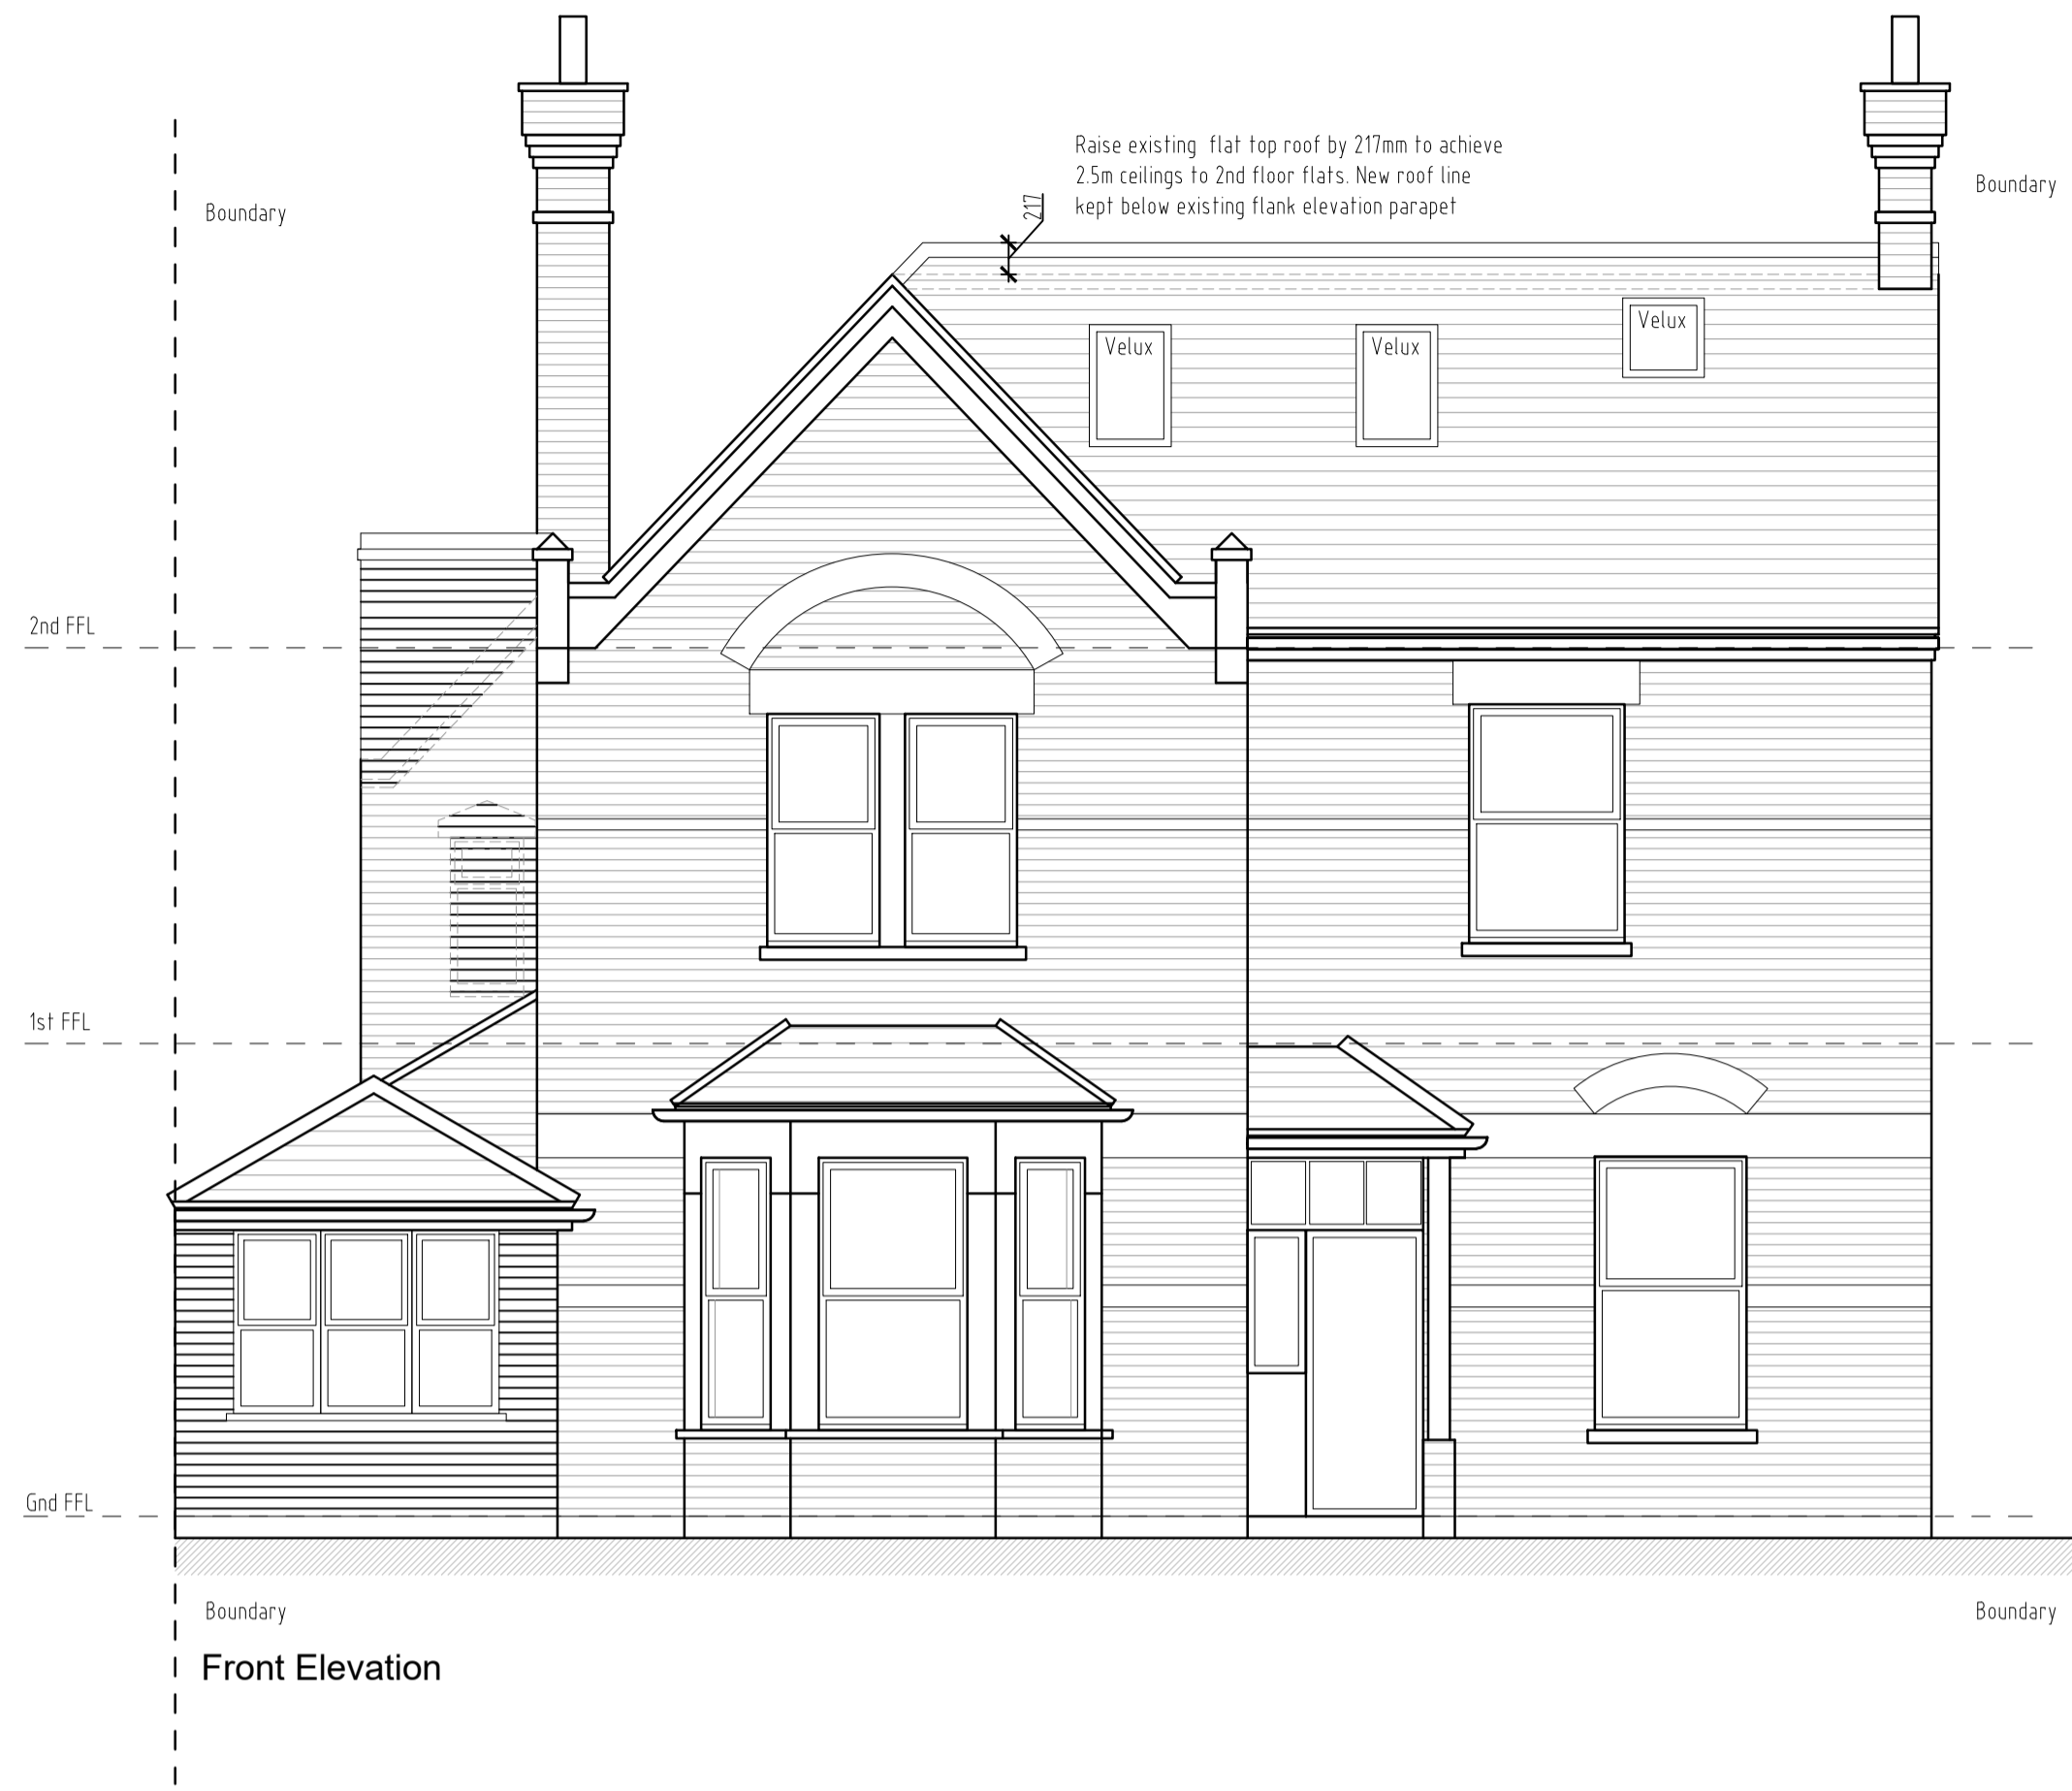 Raise existing flat top roof by 217mm to achieve
2.5m ceilings to 2nd floor flats. New roof line
kept below existing flank elevation parapet
217
Boundary
Boundary
Velux
Velux
Velux
2nd FFL
1st FFL
Gnd FFL
Boundary
Boundary
Front Elevation